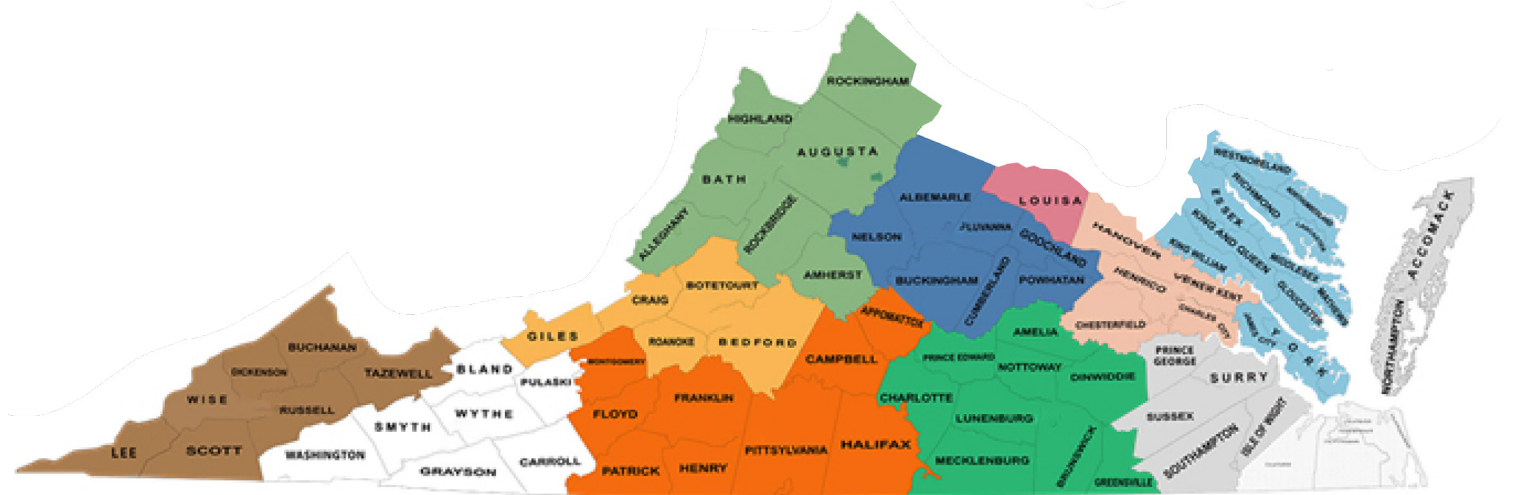 ROCKINGHAM
HIGHLAND
AUGUSTA
WESTMORELAND
BATH
RICHMOND
ALBEMARLE
LOUISA
ESSEX
ACCOMACK
ROCKBRIDGE
ALLEGHANY
NELSON
FLUVANNA
GOOCHLAND
HANOVER
KING AND QUEEN
KING WILLIAM
MIDDLESEX
AMHERST
BUCKINGHAM
CUMBERLAND
POWHATAN
HENRICO
NEW KENT
GLOUCESTER
MATHEWS
BOTETOURT
CRAIG
APPOMATTOX
CHESTERFIELD
CHARLES CITY
JAMES
CITY
YORK
NORTHAMPTON
GILES
ROANOKE
BEDFORD
AMELIA
BUCHANAN
DICKENSON
TAZEWELL
BLAND
MONTGOMERY
CAMPBELL
PRINCE EDWARD
NOTTOWAY
DINWIDDIE
PRINCE
GEORGE
SURRY
WISE
RUSSELL
PULASKI
FRANKLIN
CHARLOTTE
WYTHE
SMYTH
FLOYD
LUNENBURG
SUSSEX
ISLE OF WIGHT
LEE
SCOTT
WASHINGTON
PITTSYLVANIA
HALIFAX
BRUNSWICK
SOUTHAMPTON
GRAYSON
CARROLL
PATRICK
HENRY
MECKLENBURG
GREENSVILLE